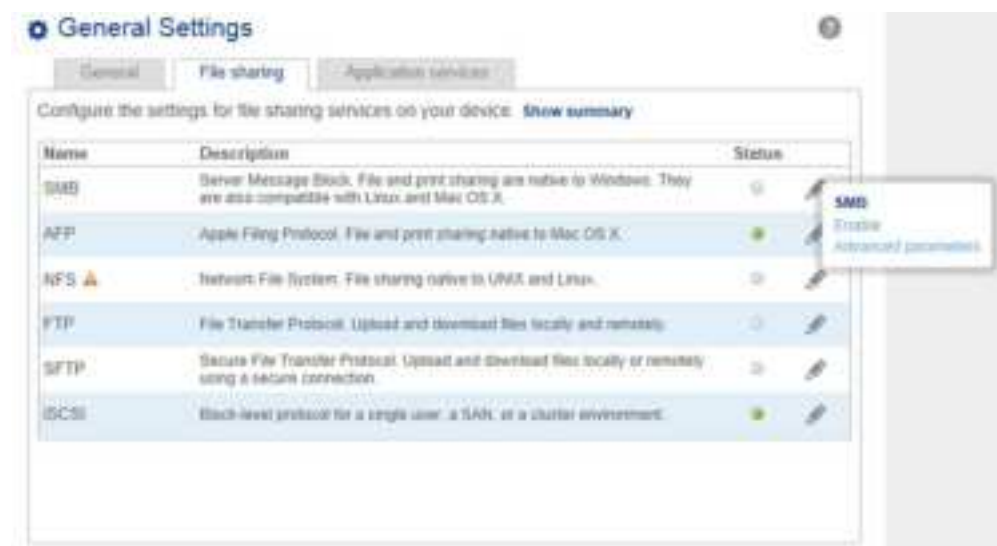 General Settings
General File sharing Application services
Configure the settings for file sharing services on your device. Show summary
Name Description Status
SMB Server Message Block. File and print sharing are native to Windows. They
are also compatible with Linux and Mac OS X.
SMB
Enable
Advanced parameters
AFP Apple Filing Protocol. File and print sharing native to Mac OS X.
NFS Network File System. File sharing native to UNIX and Linux.
FTP File Transfer Protocol. Upload and download files locally and remotely.
SFTP Secure File Transfer Protocol. Upload and download files locally or remotely
using a secure connection.
iSCSI Block-level protocol for a single user, a SAN, or a cluster environment.